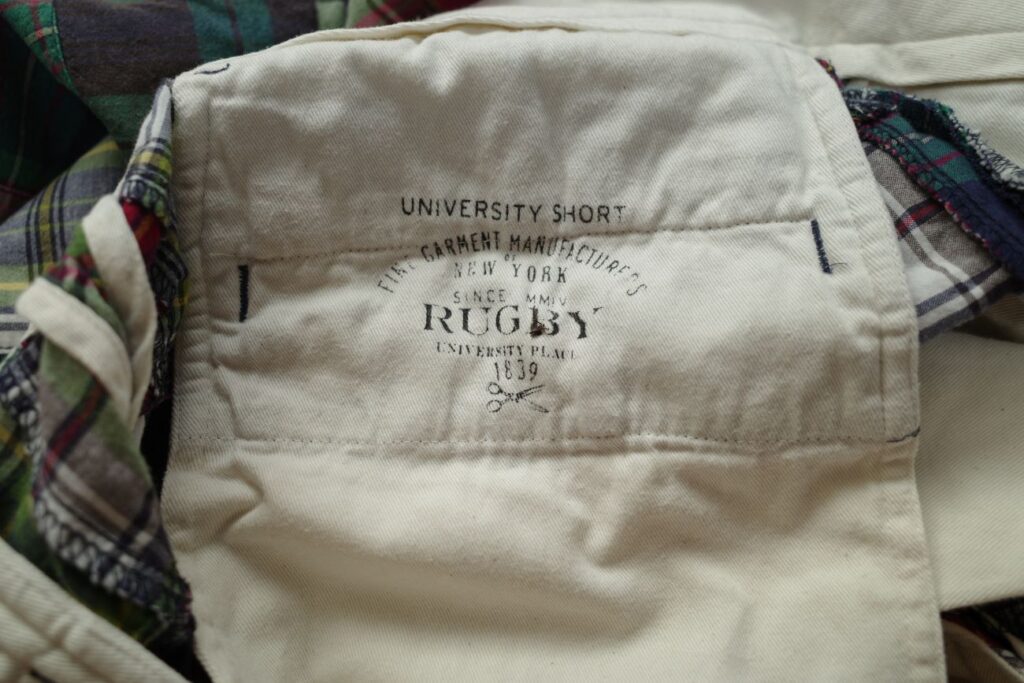 UNIVERSITY SHORT
FINE GARMENT MANUFACTURERS
OF
NEW YORK
SINCE MMIV
RUGBY
UNIVERSITY PLACE
1839